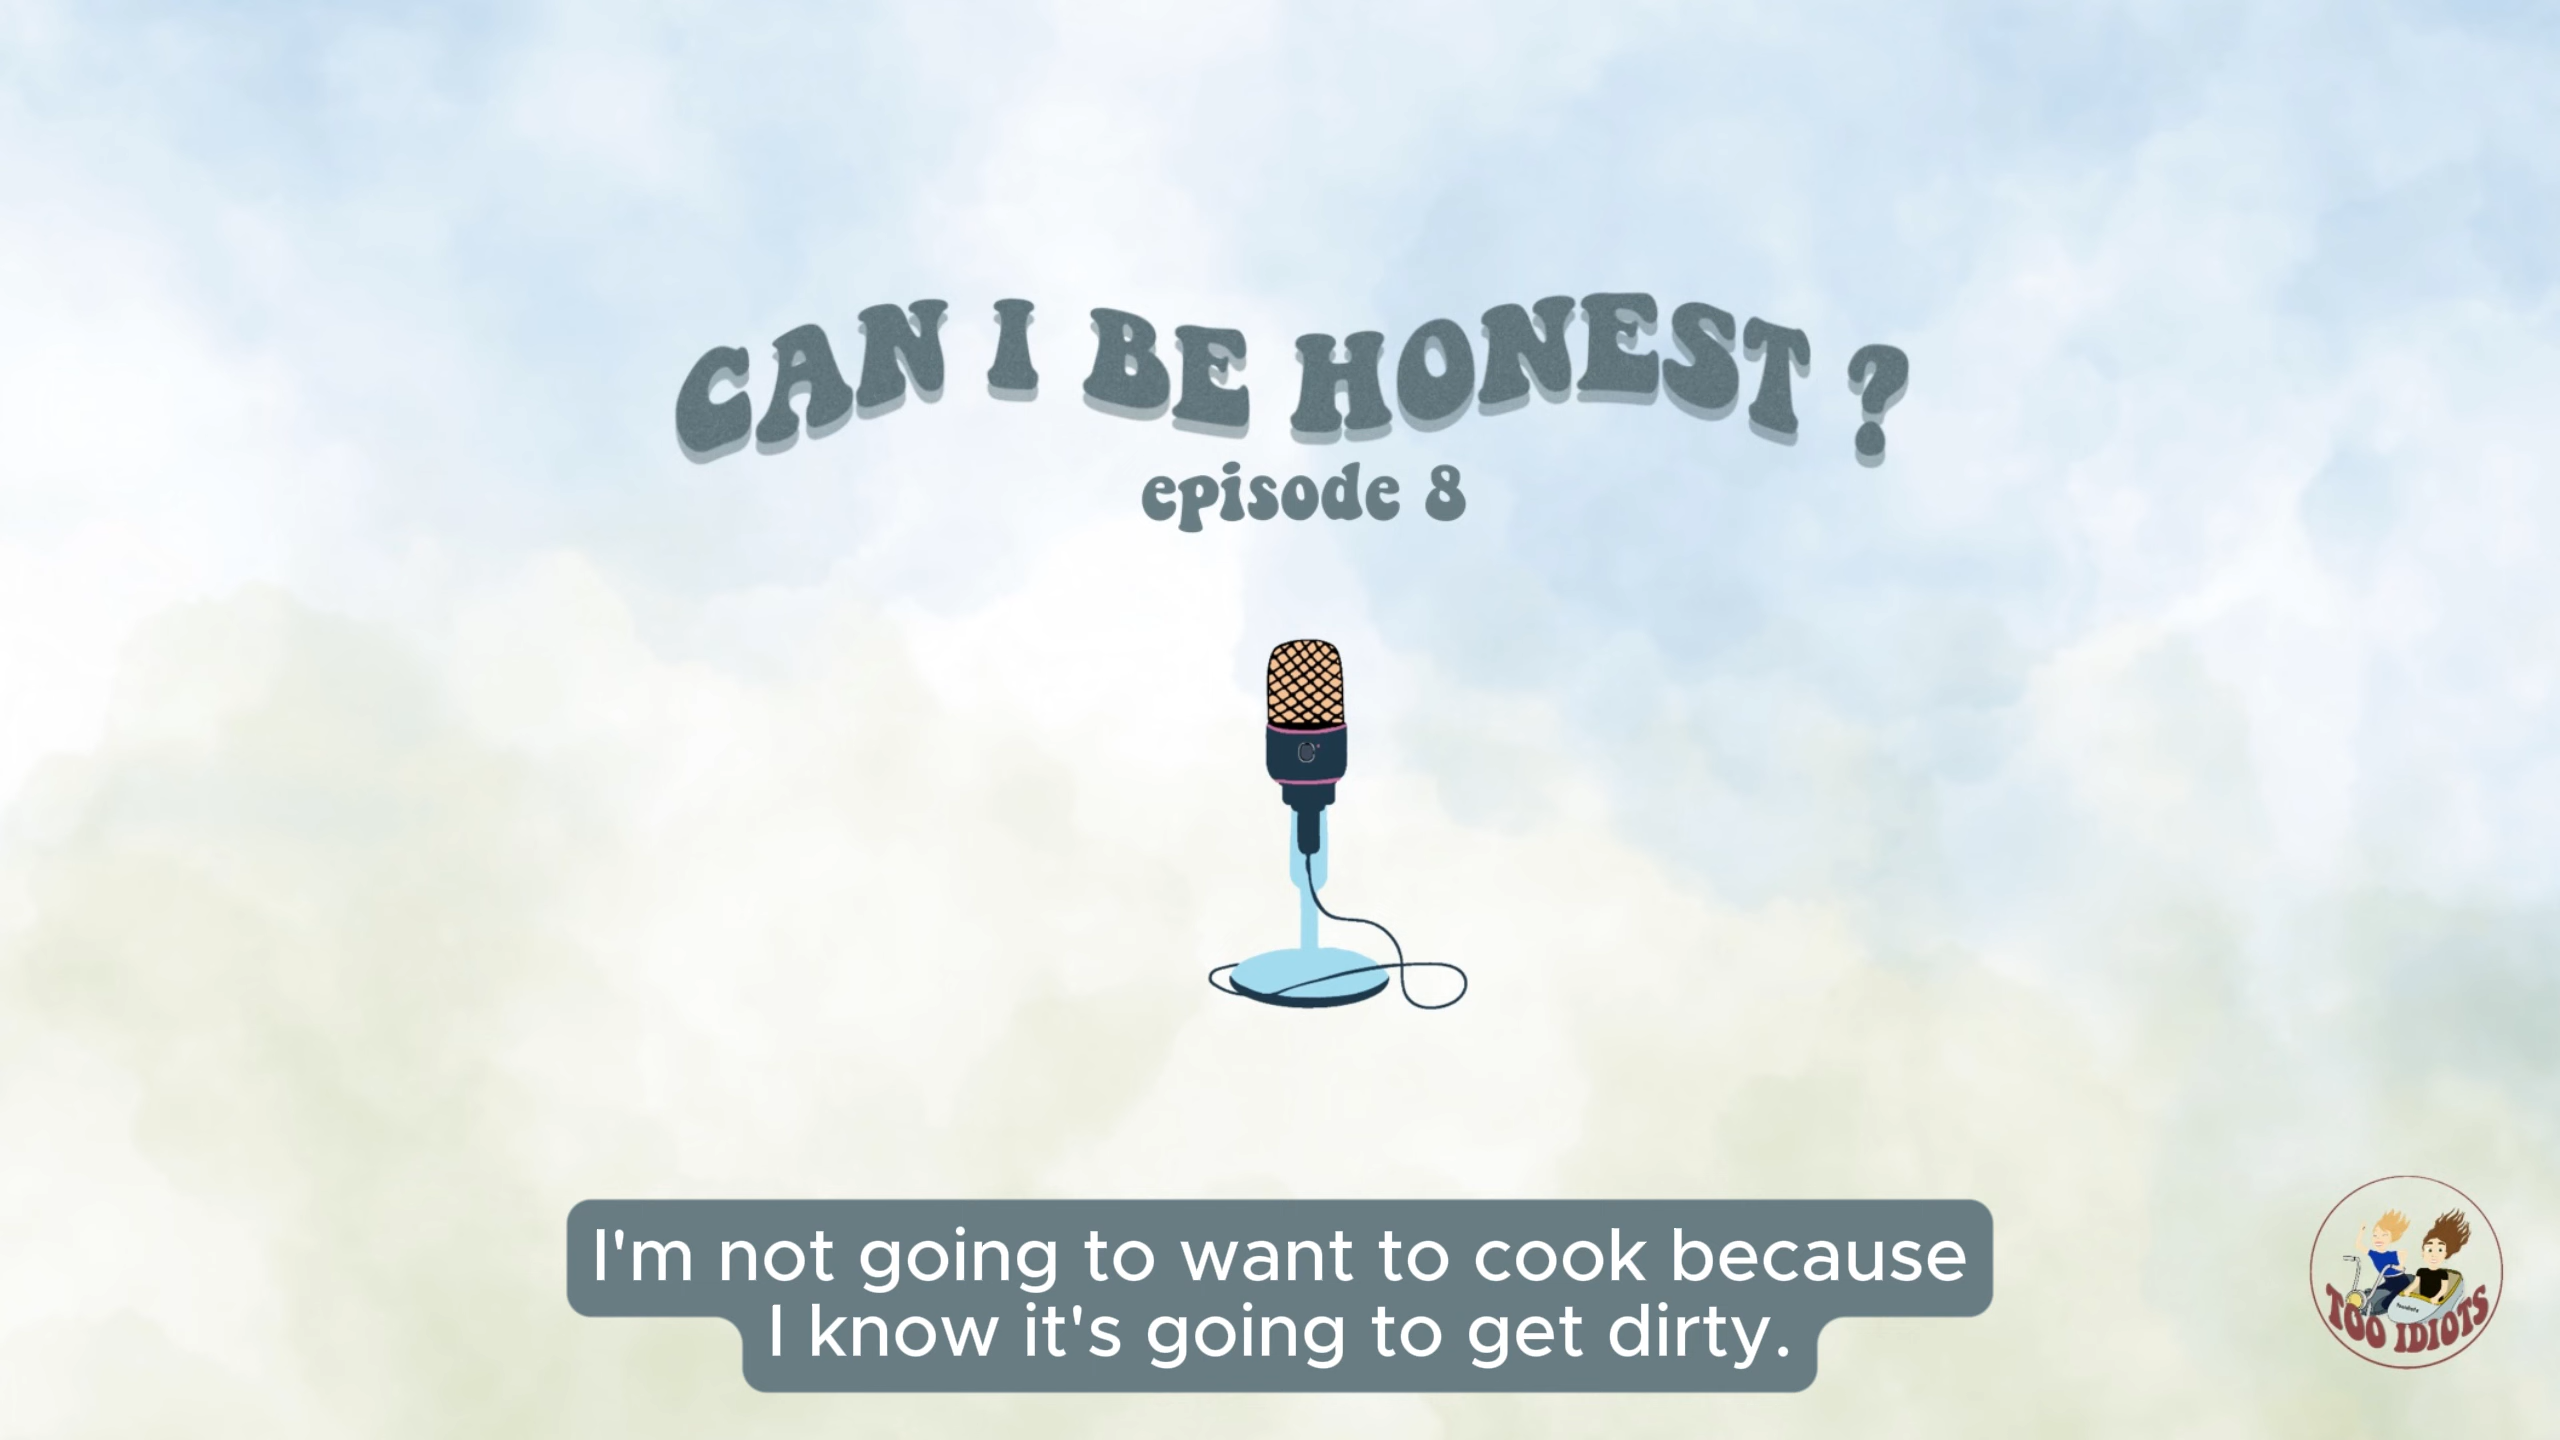 CAN I BE HONEST ?
episode 8
I'm not going to want to cook because
I know it's going to get dirty.
TOO IDIOTS